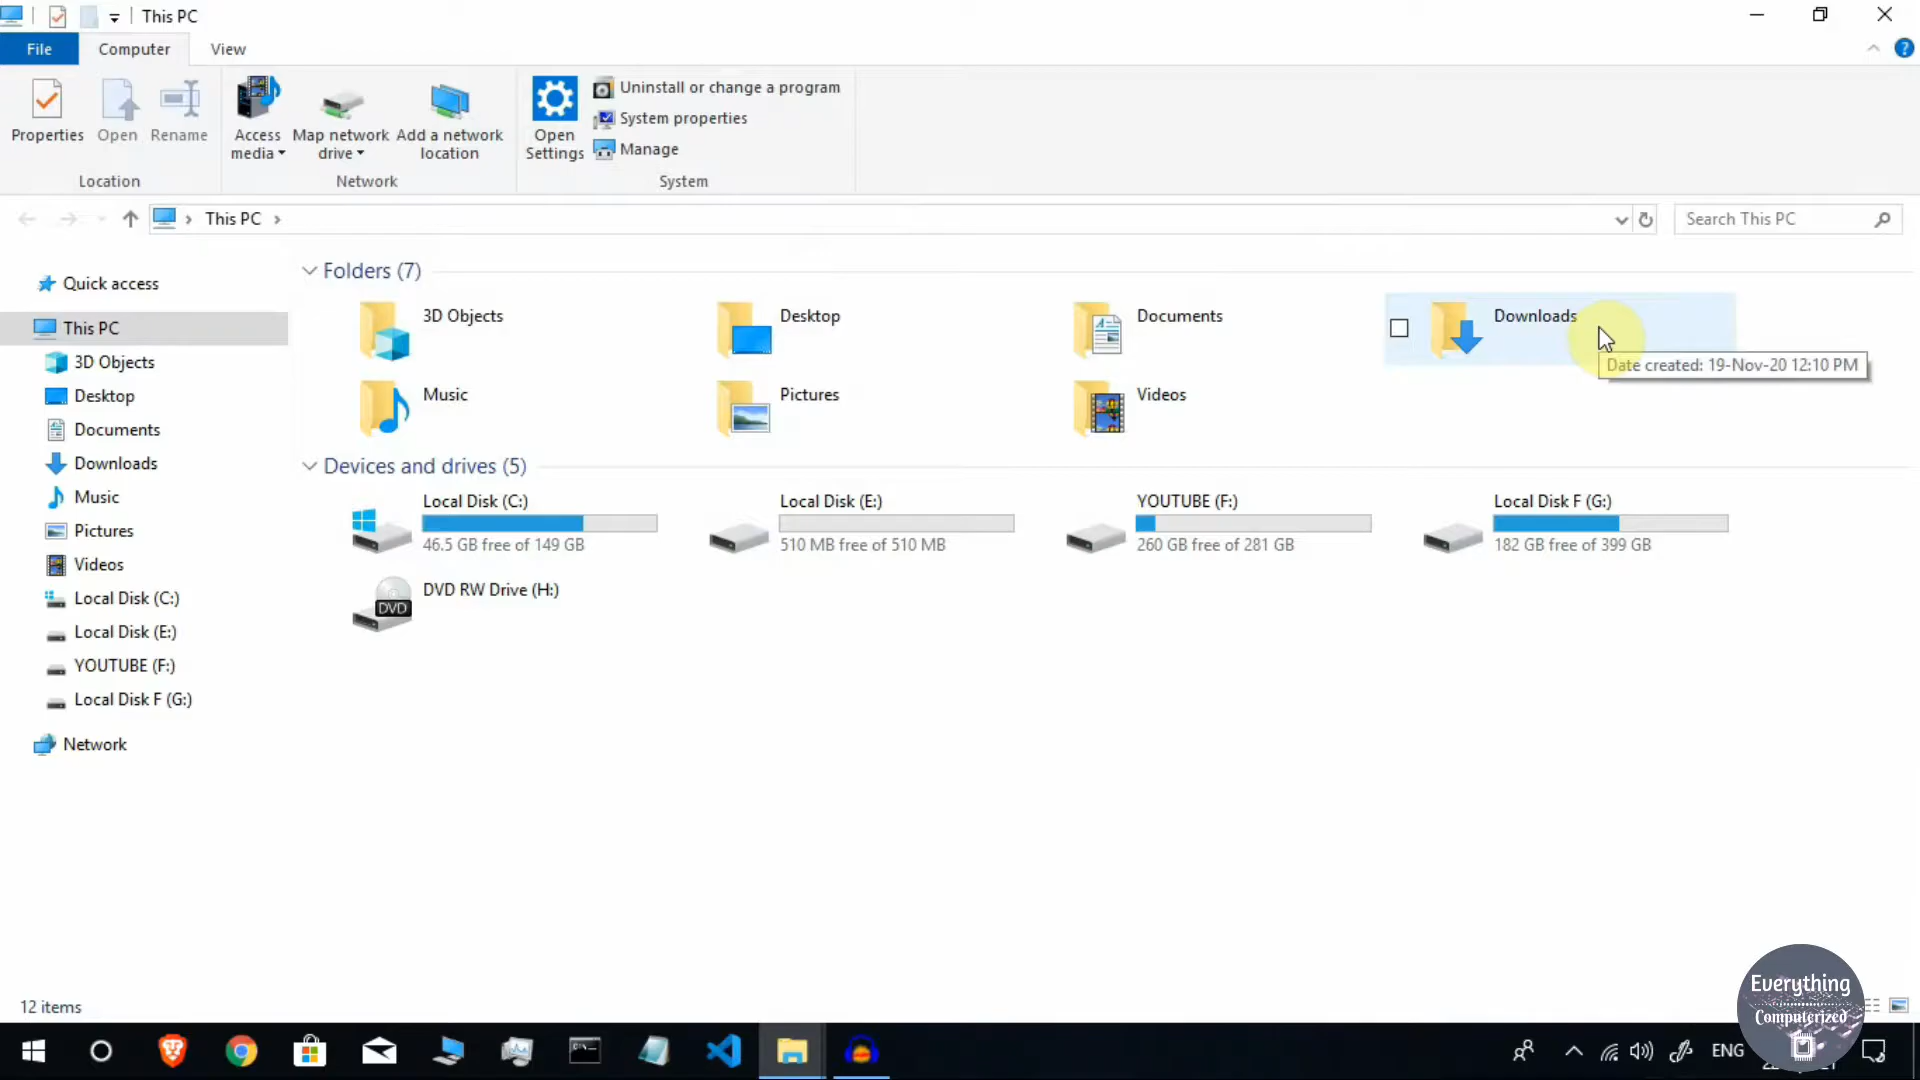 This PC
File
Computer
View
Properties
Open
Rename
Access media
Map network drive
Add a network location
Open Settings
Uninstall or change a program
System properties
Manage
Location
Network
System
This PC
Search This PC
Quick access
This PC
3D Objects
Desktop
Documents
Downloads
Music
Pictures
Videos
Local Disk (C:)
Local Disk (E:)
YOUTUBE (F:)
Local Disk F (G:)
Network
Folders (7)
3D Objects
Desktop
Documents
Downloads
Date created: 19-Nov-20 12:10 PM
Music
Pictures
Videos
Devices and drives (5)
Local Disk (C:)
46.5 GB free of 149 GB
Local Disk (E:)
510 MB free of 510 MB
YOUTUBE (F:)
260 GB free of 281 GB
Local Disk F (G:)
182 GB free of 399 GB
DVD RW Drive (H:)
DVD
12 items
Everything
Computerized
ENG